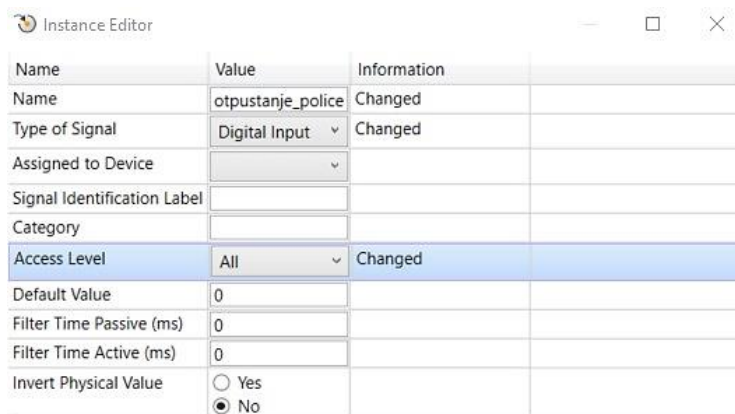 Instance Editor
Name Value Information
Name otpustanje_police Changed
Type of Signal Digital Input Changed
Assigned to Device
Signal Identification Label
Category
Access Level All Changed
Default Value 0
Filter Time Passive (ms) 0
Filter Time Active (ms) 0
Invert Physical Value Yes
No